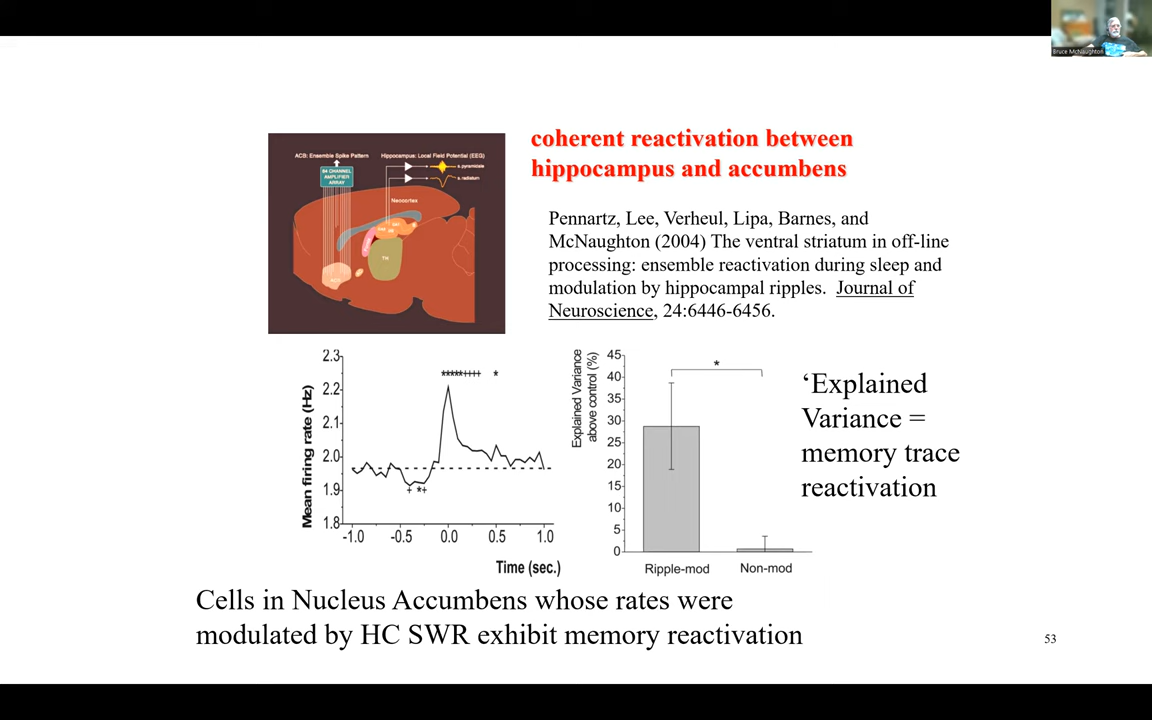 Bruce McNaughton
coherent reactivation between
hippocampus and accumbens
ACB: Ensemble Spike Pattern
Hippocampus: Local Field Potential (EEG)
64 CHANNEL
AMPLIFIER
ARRAY
s. pyramidale
s. radiatum
Neocortex
TH
Pennartz, Lee, Verheul, Lipa, Barnes, and
McNaughton (2004) The ventral striatum in off-line
processing: ensemble reactivation during sleep and
modulation by hippocampal ripples. Journal of
Neuroscience, 24:6446-6456.
Mean firing rate (Hz)
2.3
2.2
2.1
2.0
1.9
1.8
*****++++ *
+ *+
-1.0 -0.5 0.0 0.5 1.0
Time (sec.)
Explained Variance
above control (%)
45
40
35
30
25
20
15
10
5
0
*
Ripple-mod Non-mod
‘Explained
Variance =
memory trace
reactivation
Cells in Nucleus Accumbens whose rates were
modulated by HC SWR exhibit memory reactivation
53